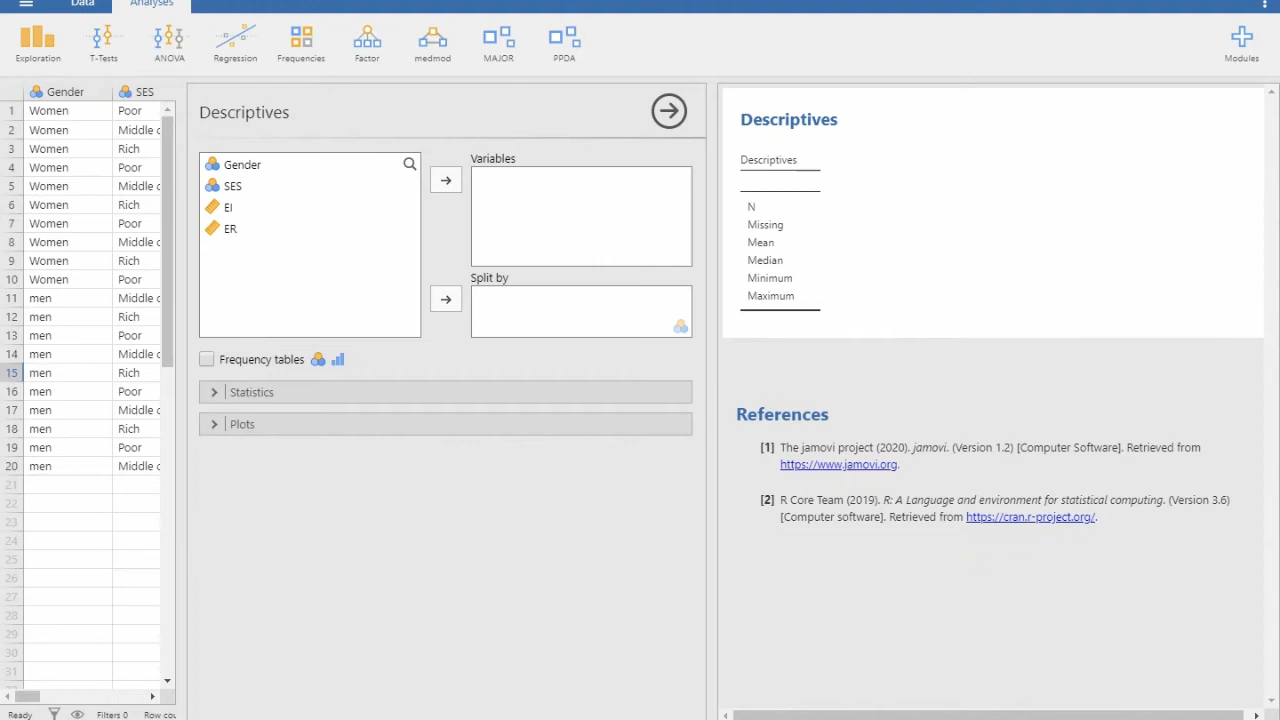 Data Analyses
Exploration T-Tests ANOVA Regression Frequencies Factor medmod MAJOR PPDA Modules
Gender SES
1 Women Poor
2 Women Middle c
3 Women Rich
4 Women Poor
5 Women Middle c
6 Women Rich
7 Women Poor
8 Women Middle c
9 Women Rich
10 Women Poor
11 men Middle c
12 men Rich
13 men Poor
14 men Middle c
15 men Rich
16 men Poor
17 men Middle c
18 men Rich
19 men Poor
20 men Middle c
21
22
23
24
25
26
27
28
29
30
31
Ready Filters 0 Row cou
Descriptives
Gender
SES
EI
ER
Variables
Split by
Frequency tables
Statistics
Plots
Descriptives
Descriptives
N
Missing
Mean
Median
Minimum
Maximum
References
[1] The jamovi project (2020). jamovi. (Version 1.2) [Computer Software]. Retrieved from
https://www.jamovi.org.
[2] R Core Team (2019). R: A Language and environment for statistical computing. (Version 3.6)
[Computer software]. Retrieved from https://cran.r-project.org/.